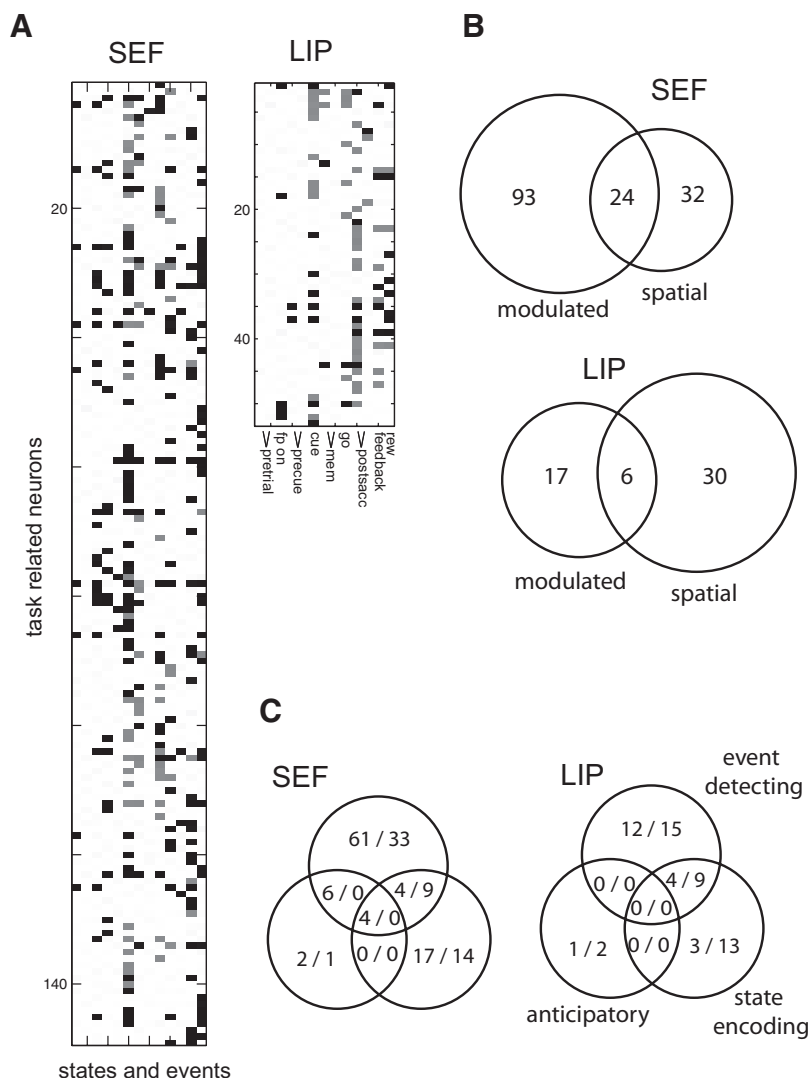 A
SEF
LIP
20
140
task related neurons
states and events
20
40
>pretrial
fp on
>precue
cue
>mem
go
>postsacc
feedback
rew
B
SEF
93
24
32
modulated
spatial
LIP
17
6
30
modulated
spatial
C
SEF
61 / 33
6 / 0
4 / 9
4 / 0
2 / 1
0 / 0
17 / 14
LIP
event
detecting
12 / 15
0 / 0
4 / 9
0 / 0
1 / 2
0 / 0
3 / 13
anticipatory
state
encoding